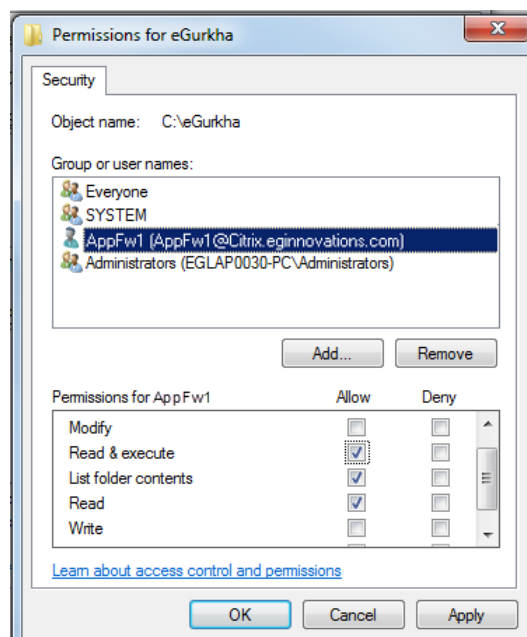 Permissions for eGurkha
Security
Object name: C:\eGurkha
Group or user names:
Everyone
SYSTEM
AppFw1 (AppFw1@Citrix.eginnovations.com)
Administrators (EGLAP0030-PC\Administrators)
Add... Remove
Permissions for AppFw1 Allow Deny
Modify
Read & execute
List folder contents
Read
Write
Learn about access control and permissions
OK Cancel Apply